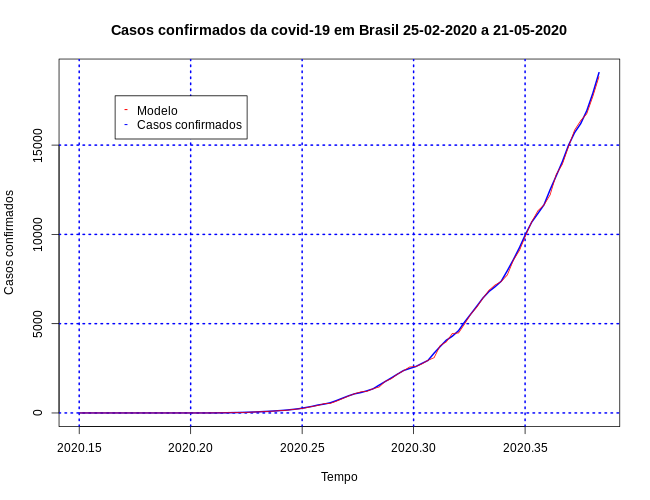 Casos confirmados da covid-19 em Brasil 25-02-2020 a 21-05-2020
Modelo
Casos confirmados
Casos confirmados
15000
10000
5000
0
2020.15 2020.20 2020.25 2020.30 2020.35
Tempo